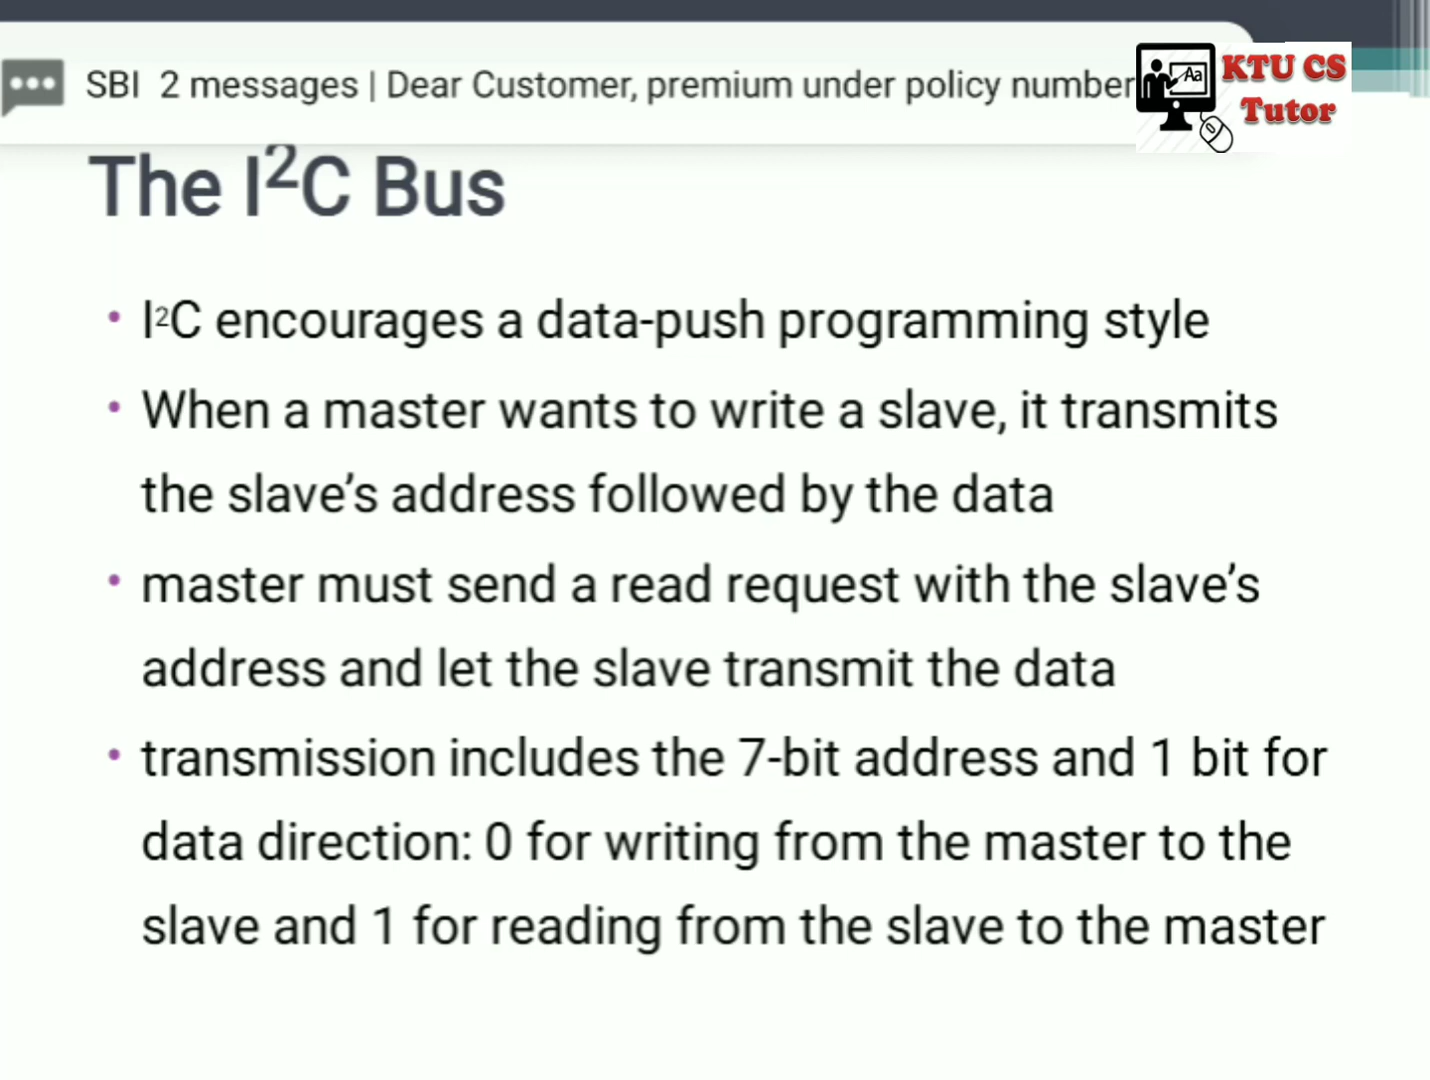 SBI 2 messages | Dear Customer, premium under policy number
Aa
KTU CS
Tutor
The I²C Bus
• I²C encourages a data-push programming style
• When a master wants to write a slave, it transmits
the slave’s address followed by the data
• master must send a read request with the slave’s
address and let the slave transmit the data
• transmission includes the 7-bit address and 1 bit for
data direction: 0 for writing from the master to the
slave and 1 for reading from the slave to the master